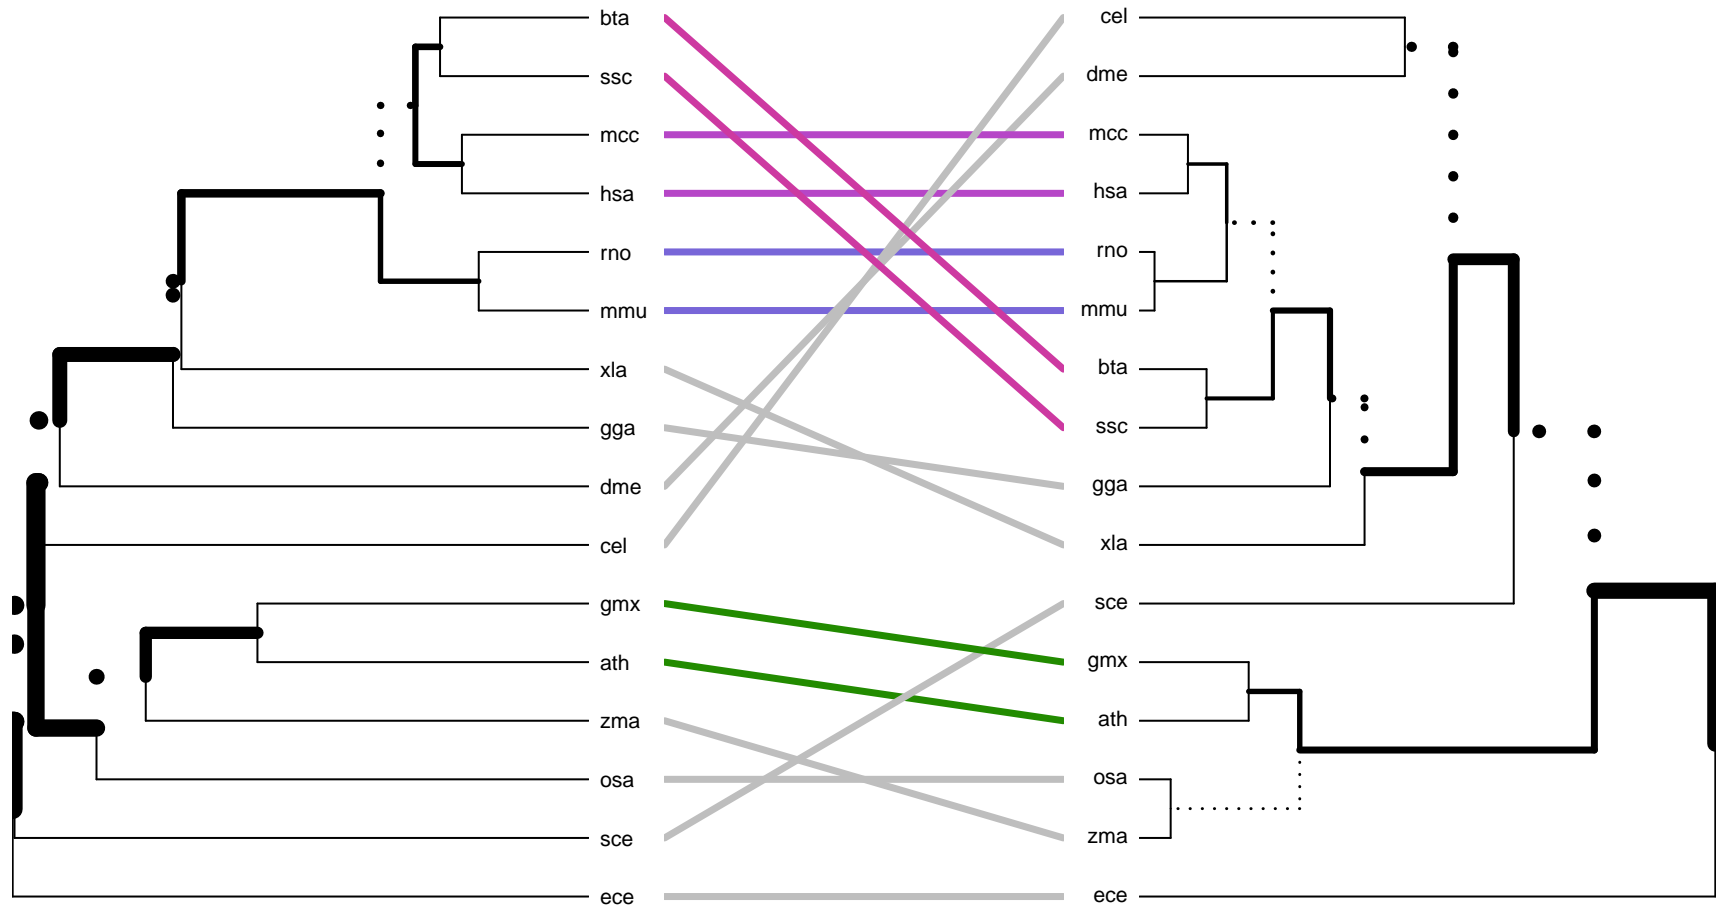 bta cel
ssc dme
mcc mcc
hsa hsa
rno rno
mmu mmu
xla bta
gga ssc
dme gga
cel xla
gmx sce
ath gmx
zma ath
osa osa
sce zma
ece ece